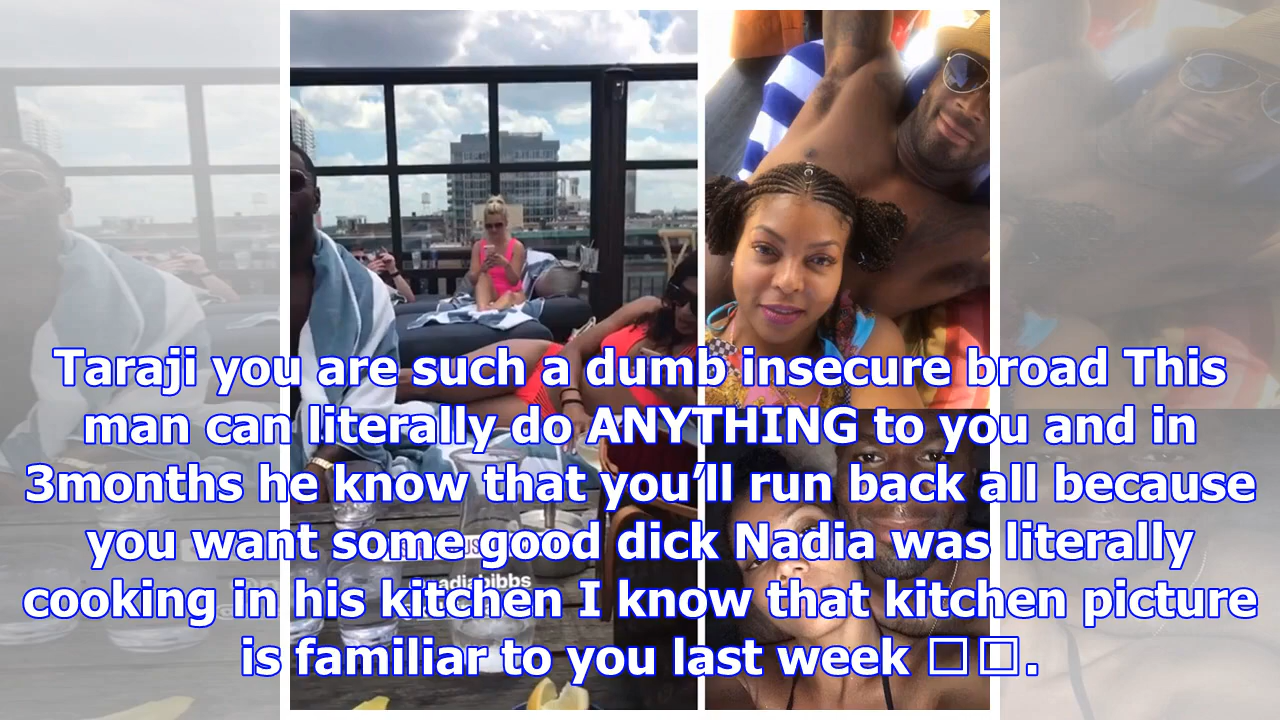 Taraji you are such a dumb insecure broad This
man can literally do ANYTHING to you and in
3months he know that you’ll run back all because
you want some good dick Nadia was literally
cooking in his kitchen I know that kitchen picture
is familiar to you last week □□.
adiabibbs